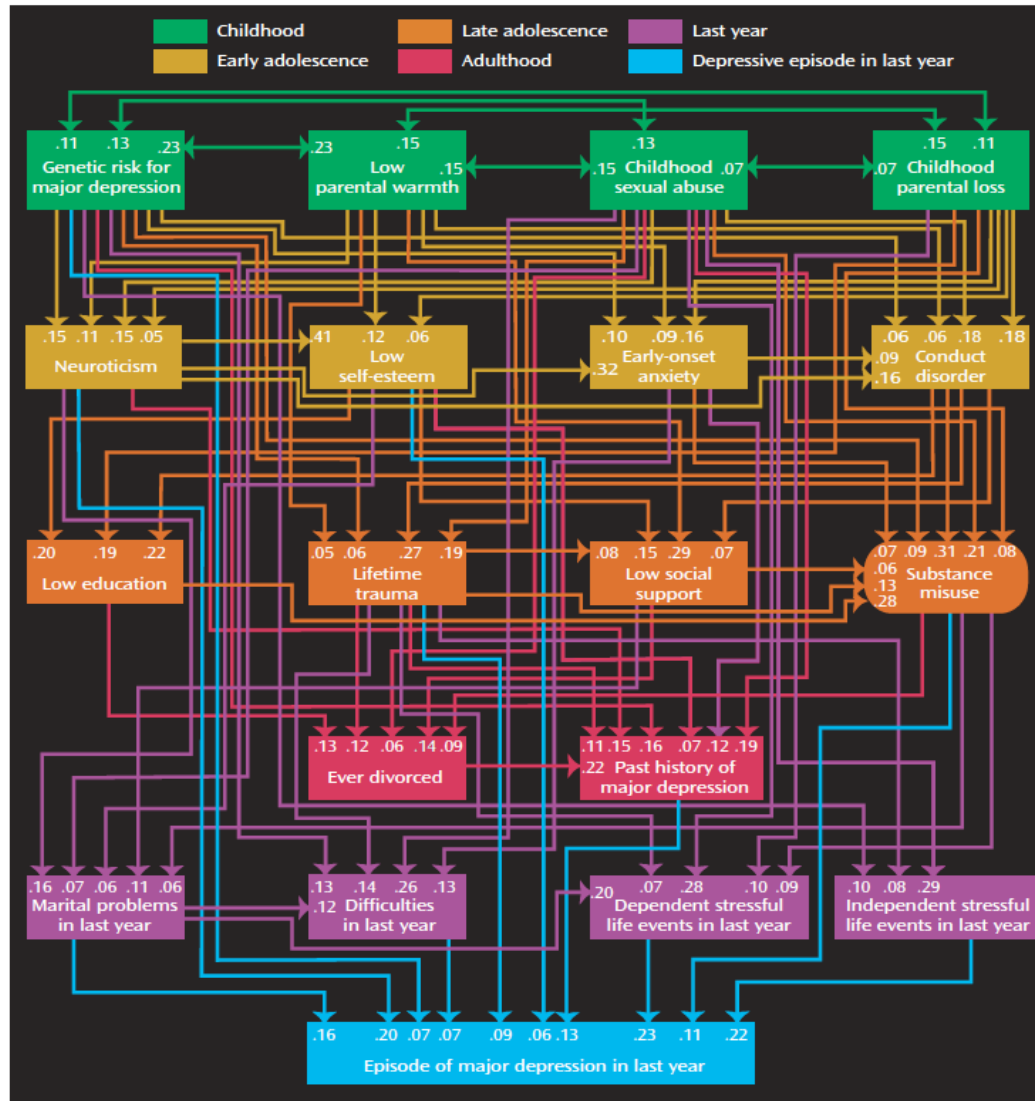 Childhood
Late adolescence
Last year
Early adolescence
Adulthood
Depressive episode in last year
.11 .13 .23
Genetic risk for
major depression
.23 .15 .15
Low
parental warmth
.13
.15 .07
Childhood
sexual abuse
.15 .11
.07
Childhood
parental loss
.15 .11 .15 .05
Neuroticism
.41 .12 .06
Low
self-esteem
.10 .09 .16
.32
Early-onset
anxiety
.06 .06 .18 .18
.09
.16
Conduct
disorder
.20 .19 .22
Low education
.05 .06 .27 .19
Lifetime
trauma
.08 .15 .29 .07
Low social
support
.07 .09 .31 .21 .08
.06
.13
.28
Substance
misuse
.13 .12 .06 .14 .09
Ever divorced
.11 .15 .16 .07 .12 .19
.22 Past history of
major depression
.16 .07 .06 .11 .06
Marital problems
in last year
.13 .14 .26 .13
.12 Difficulties
in last year
.20 .07 .28 .10 .09
Dependent stressful
life events in last year
.10 .08 .29
Independent stressful
life events in last year
.16 .20 .07 .07 .09 .06 .13 .23 .11 .22
Episode of major depression in last year